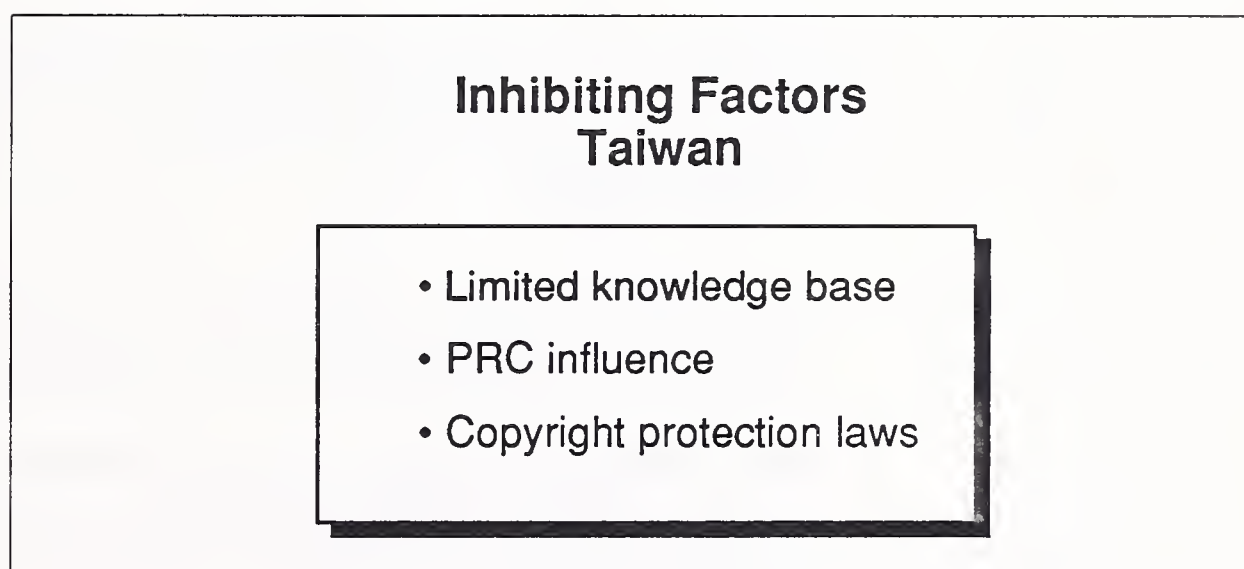 Inhibiting Factors
Taiwan
• Limited knowledge base
• PRC influence
• Copyright protection laws